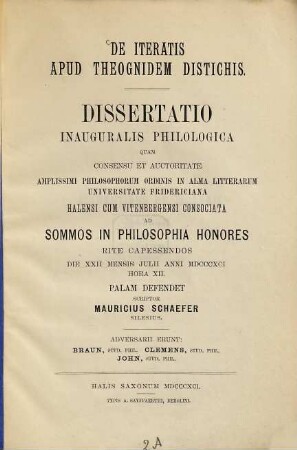 DE ITERATIS
APUD THEOGNIDEM DISTICHIS.
DISSERTATIO
INAUGURALIS PHILOLOGICA
QUAM
CONSENSU ET AUCTORITATE
AMPLISSIMI PHILOSOPHORUM ORDINIS IN ALMA LITTERARUM
UNIVERSITATE FRIDERICIANA
HALENSI CUM VITENBERGENSI CONSOCIATA
AD
SUMMOS IN PHILOSOPHIA HONORES
RITE CAPESSENDOS
DIE XXII MENSIS JULII ANNI MDCCCXCI
HORA XII.
PALAM DEFENDET
SCRIPTOR
MAURICIUS SCHAEFER
SILESIUS.
ADVERSARII ERUNT:
BRAUN, STUD. PHIL. CLEMENS, STUD. PHIL.
JOHN, STUD. PHIL.
HALIS SAXONUM MDCCCXCI.
TYPIS A.
2A